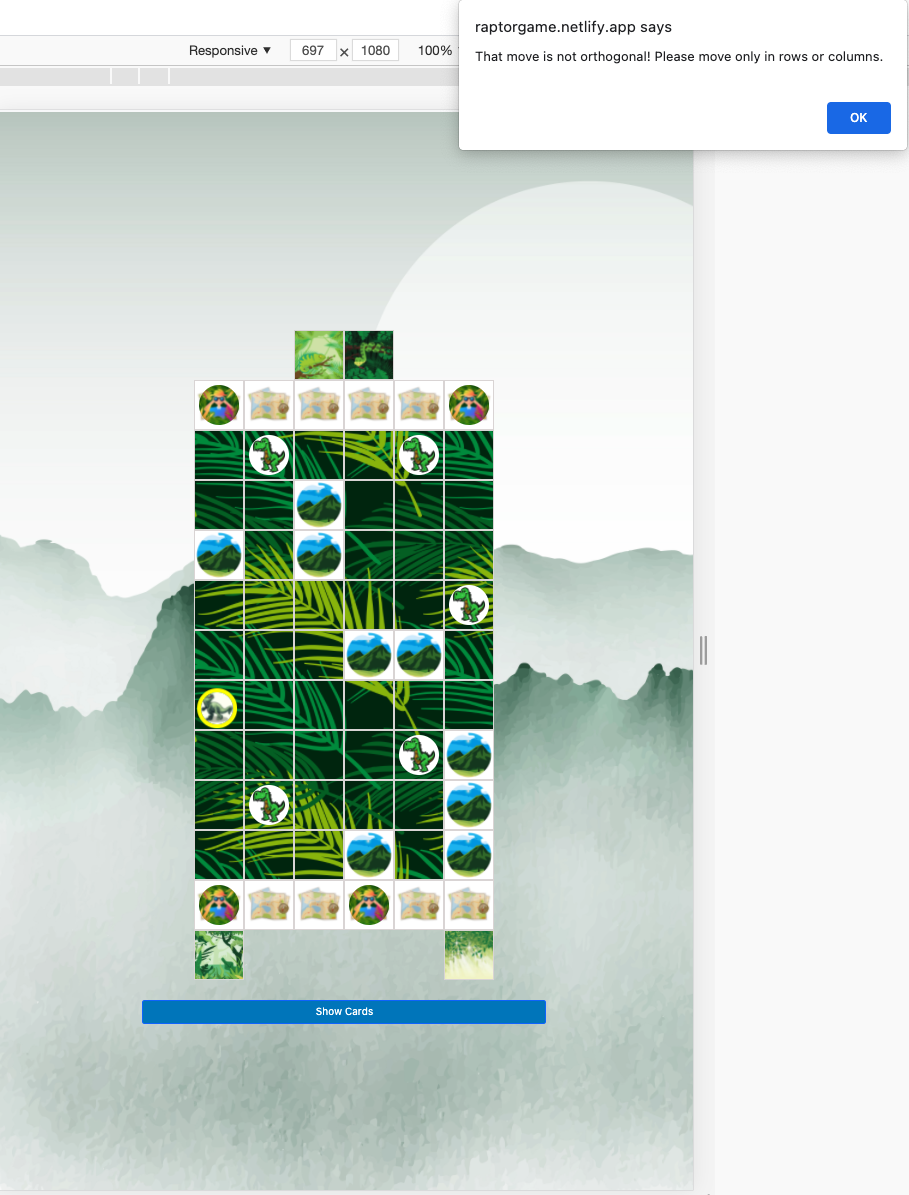 raptorgame.netlify.app says
That move is not orthogonal! Please move only in rows or columns.
OK
Responsive ▼ 697 × 1080 100%
Show Cards